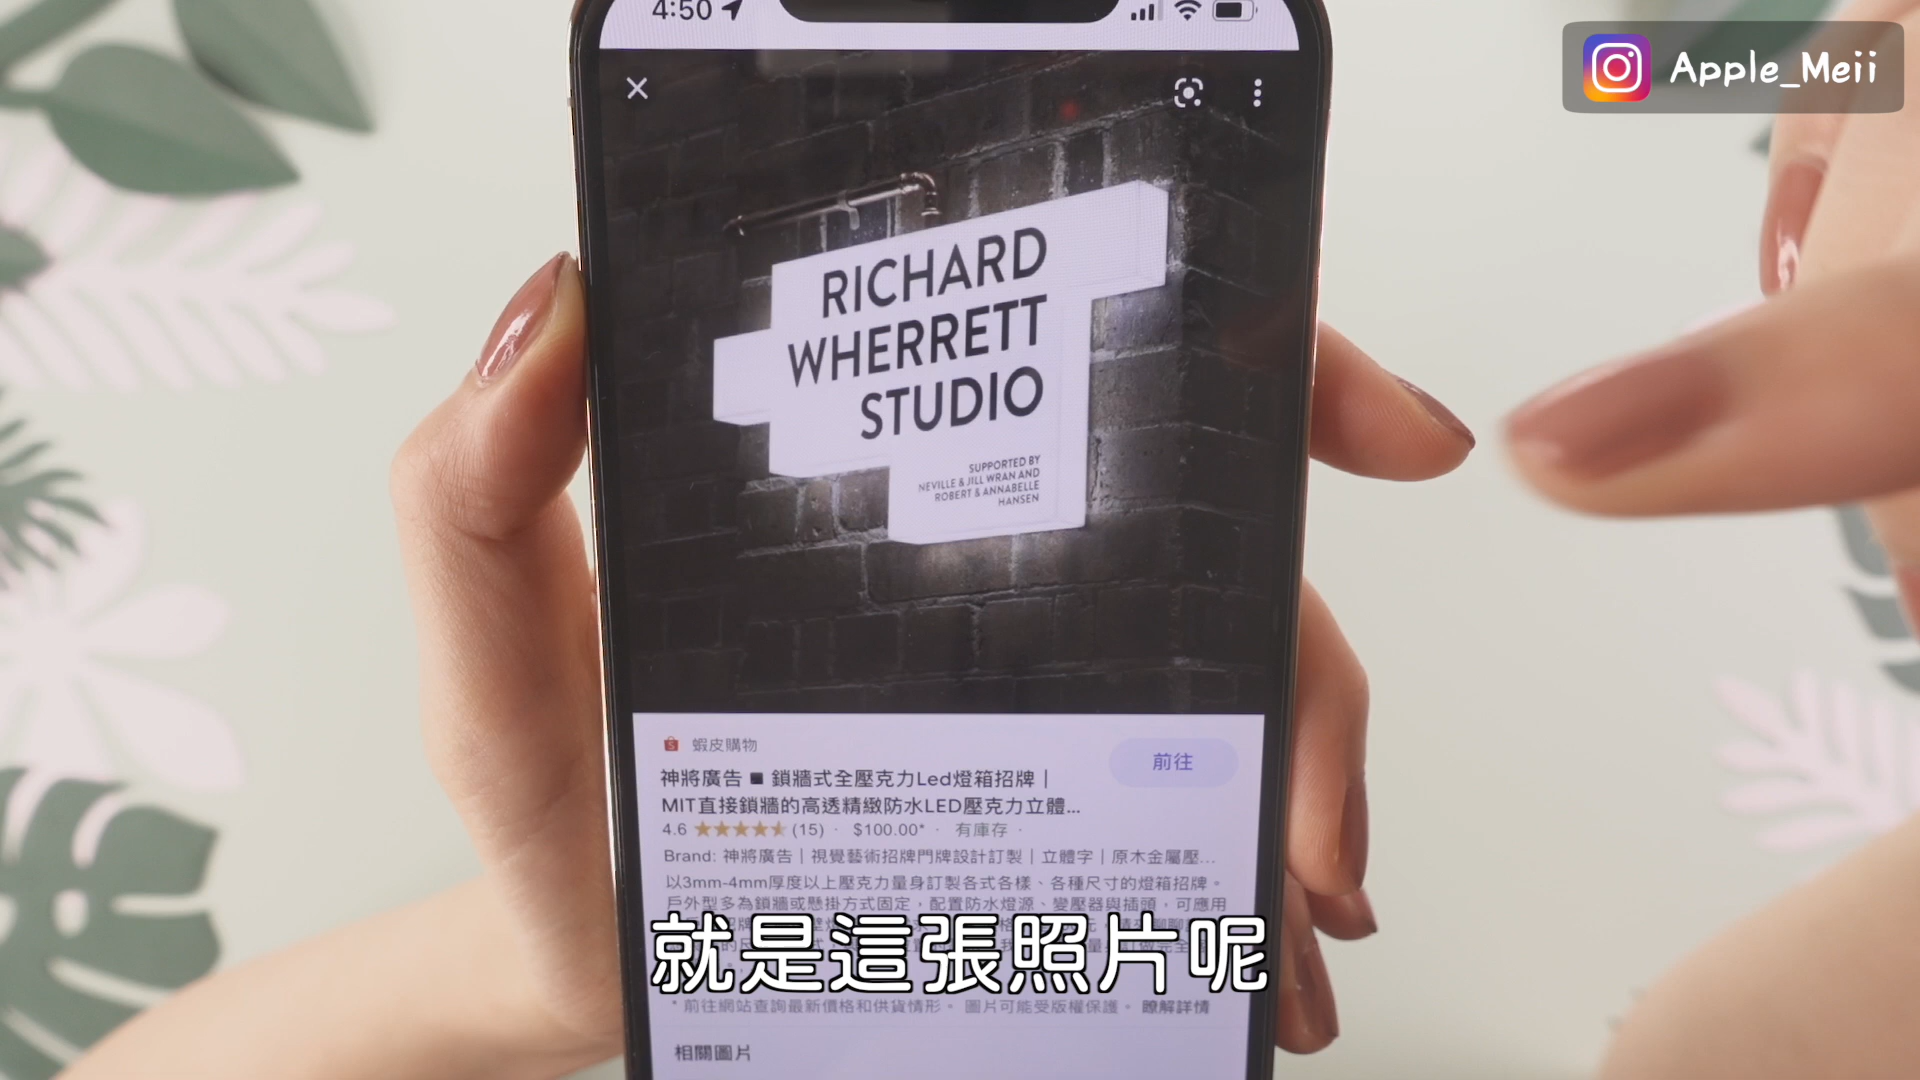 4:50
Apple_Meii
RICHARD
WHERRETT
STUDIO
SUPPORTED BY
NEVILLE & JILL WRAN AND
ROBERT & ANNABELLE
HANSEN
蝦皮購物
前往
神將廣告 ■ 鎖牆式全壓克力Led燈箱招牌｜
MIT直接鎖牆的高透精緻防水LED壓克力立體...
4.6 ★★★★★ (15) · $100.00* · 有庫存 ·
Brand: 神將廣告｜視覺藝術招牌門牌設計訂製｜立體字｜原木金屬壓...
以3mm-4mm厚度以上壓克力量身訂製各式各樣、各種尺寸的燈箱招牌。
戶外型多為鎖牆或懸掛方式固定，配置防水燈源、變壓器與插頭，可應用
就是這張照片呢
* 前往網站查詢最新價格和供貨情形。 圖片可能受版權保護。 瞭解詳情
相關圖片